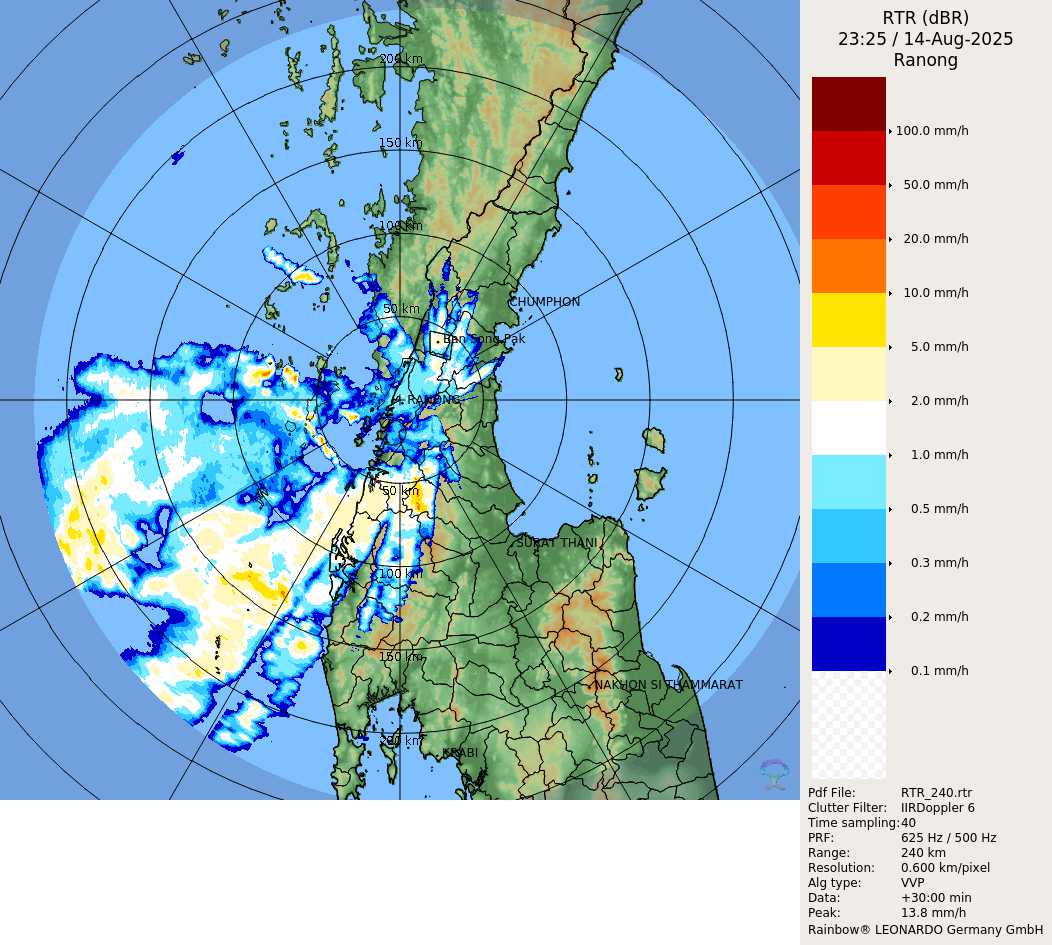 RTR (dBR)
23:25 / 14-Aug-2025
Ranong
200 km
150 km
100 km
50 km
CHUMPHON
Ban Song Pak
RANONG
50 km
SURAT THANI
100 km
150 km
NAKHON SI THAMMARAT
200 km
KRABI
100.0 mm/h
50.0 mm/h
20.0 mm/h
10.0 mm/h
5.0 mm/h
2.0 mm/h
1.0 mm/h
0.5 mm/h
0.3 mm/h
0.2 mm/h
0.1 mm/h
Pdf File: RTR_240.rtr
Clutter Filter: IIRDoppler 6
Time sampling:40
PRF: 625 Hz / 500 Hz
Range: 240 km
Resolution: 0.600 km/pixel
Alg type: VVP
Data: +30:00 min
Peak: 13.8 mm/h
Rainbow® LEONARDO Germany GmbH